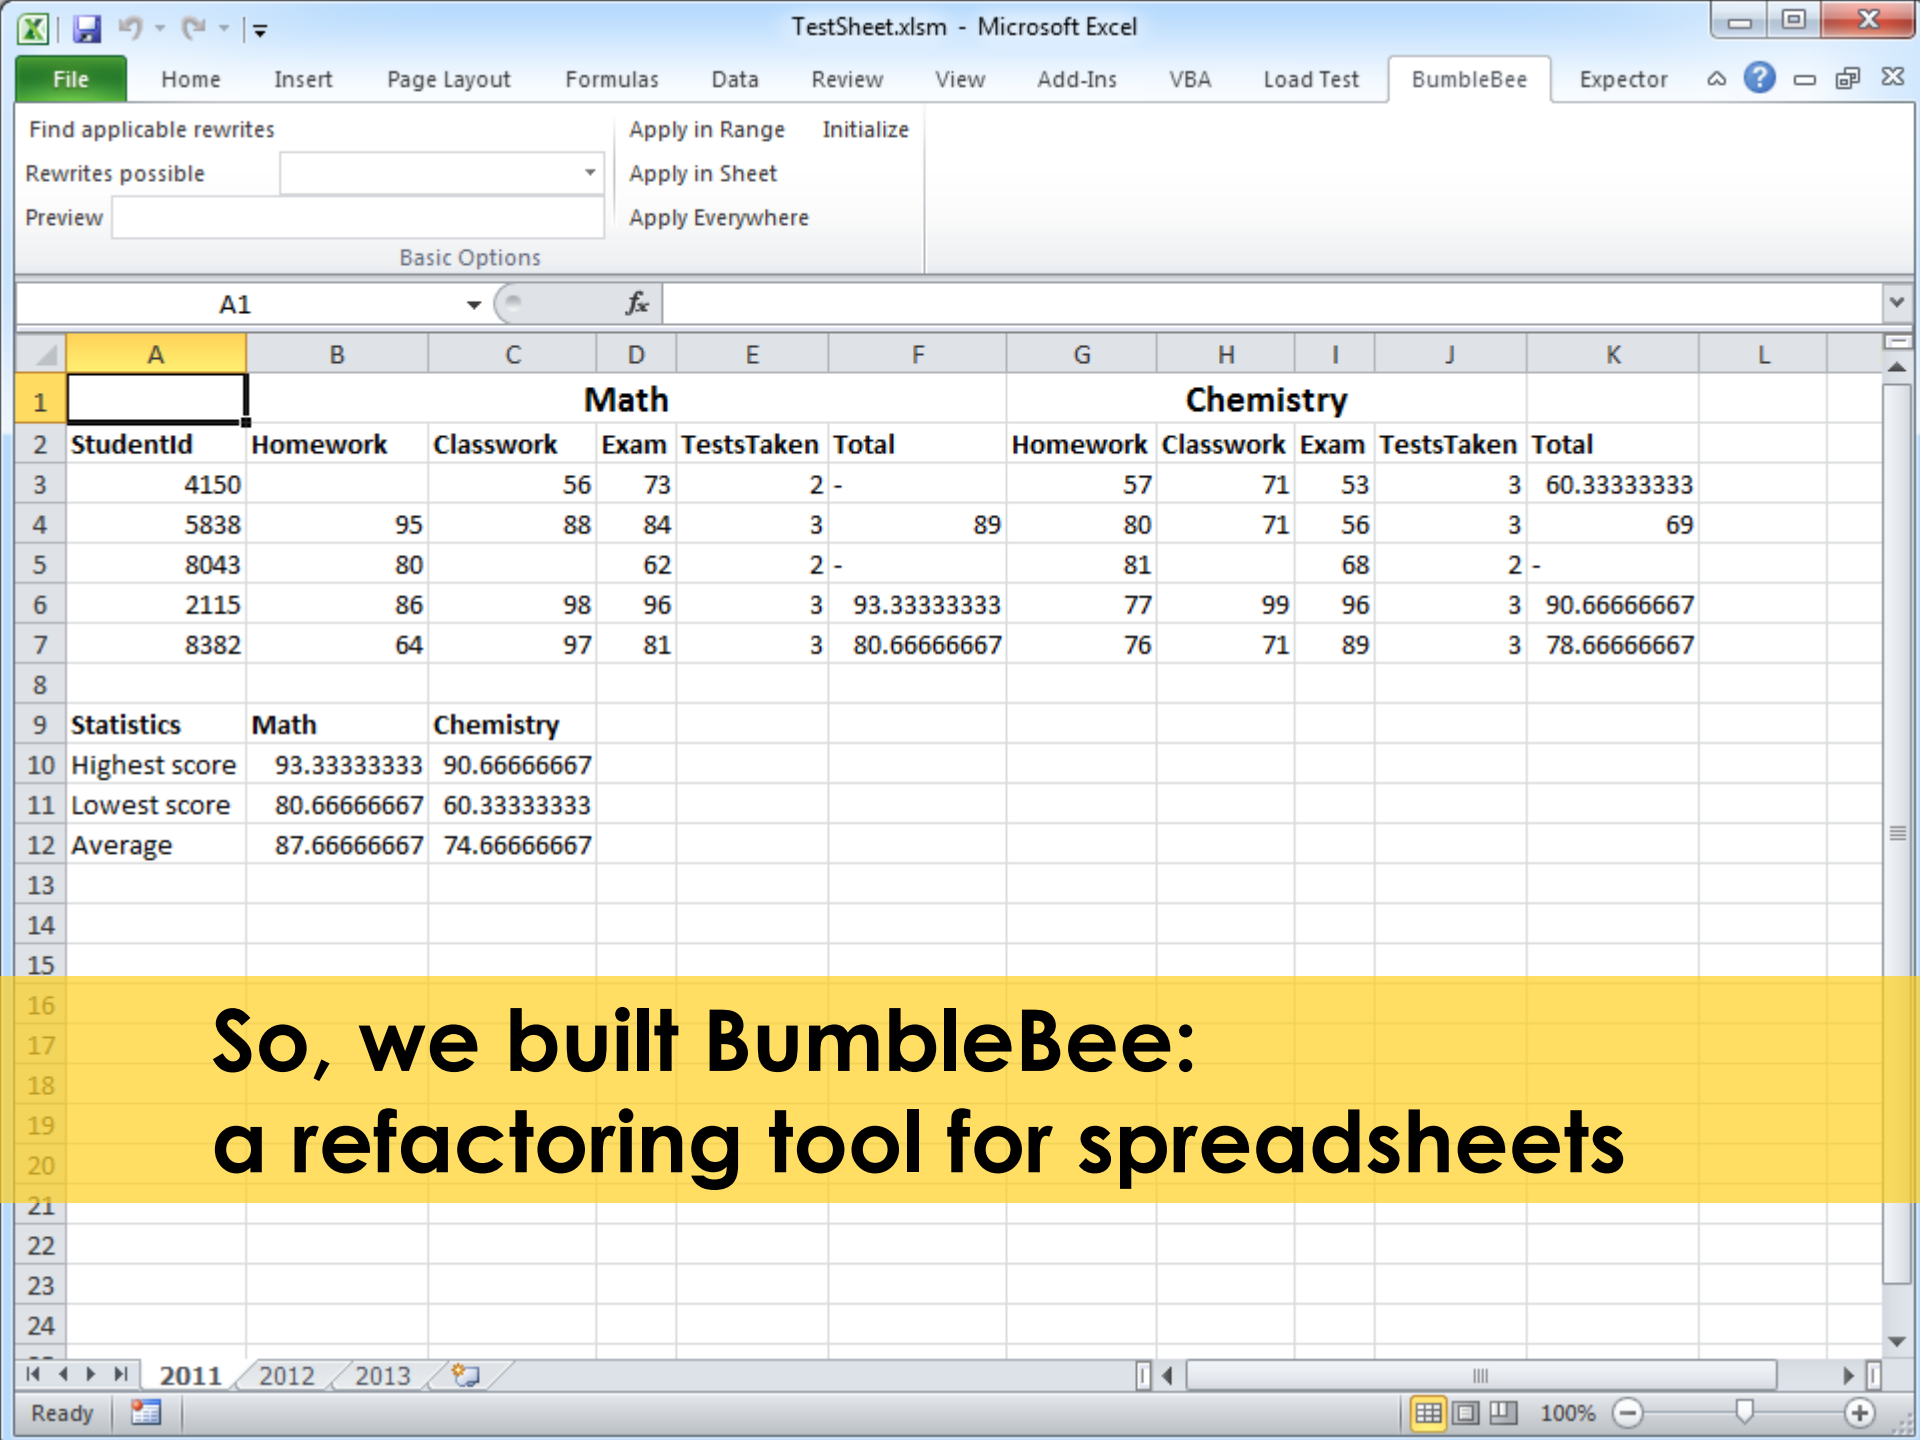 TestSheet.xlsm - Microsoft Excel
File Home Insert Page Layout Formulas Data Review View Add-Ins VBA Load Test BumbleBee Expector
Find applicable rewrites Apply in Range Initialize
Rewrites possible Apply in Sheet
Preview Apply Everywhere
Basic Options
A1 fx
A B C D E F G H I J K L
1 Math Chemistry
2 StudentId Homework Classwork Exam TestsTaken Total Homework Classwork Exam TestsTaken Total
3 4150 56 73 2 - 57 71 53 3 60.33333333
4 5838 95 88 84 3 89 80 71 56 3 69
5 8043 80 62 2 - 81 68 2 -
6 2115 86 98 96 3 93.33333333 77 99 96 3 90.66666667
7 8382 64 97 81 3 80.66666667 76 71 89 3 78.66666667
8
9 Statistics Math Chemistry
10 Highest score 93.33333333 90.66666667
11 Lowest score 80.66666667 60.33333333
12 Average 87.66666667 74.66666667
13
14
15
16
17
18
19
20
21
22
23
24
So, we built BumbleBee:
a refactoring tool for spreadsheets
2011 2012 2013
Ready 100%